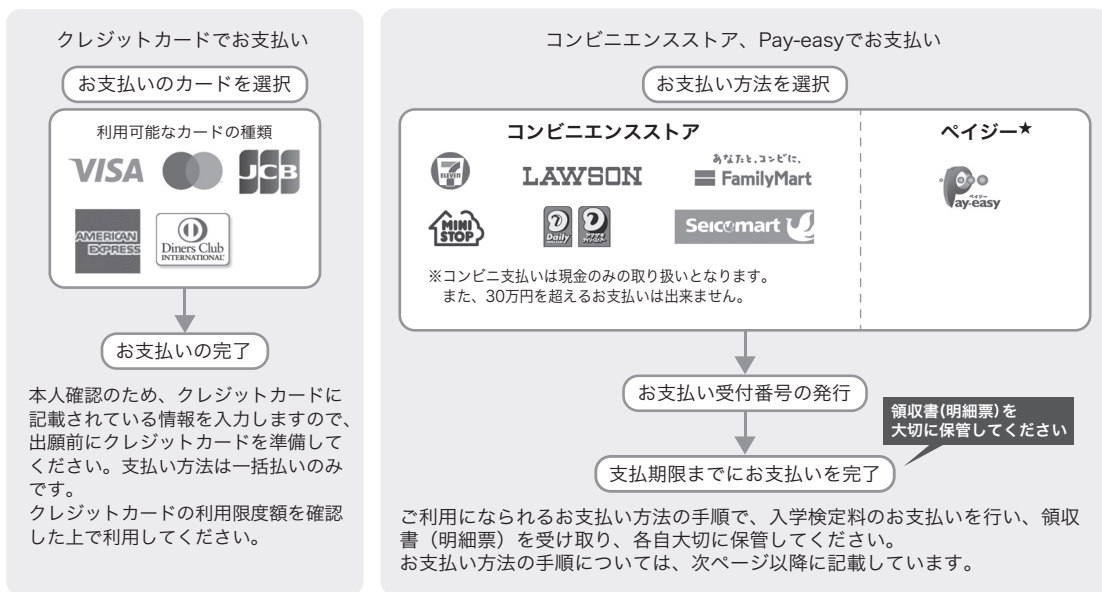 クレジットカードでお支払い
お支払いのカードを選択
利用可能なカードの種類
VISA
JCB
AMERICAN
EXPRESS
Diners Club
INTERNATIONAL
お支払いの完了
本人確認のため、クレジットカードに
記載されている情報を入力しますので、
出願前にクレジットカードを準備して
ください。支払い方法は一括払いのみ
です。
クレジットカードの利用限度額を確認
した上で利用してください。
コンビニエンスストア、Pay-easyでお支払い
お支払い方法を選択
コンビニエンスストア
7
ELEVEN
LAWSON
あなたと、コンビに、
FamilyMart
MINI
STOP
Daily
Seicomart
※コンビニ支払いは現金のみの取り扱いとなります。
また、30万円を超えるお支払いは出来ません。
ペイジー★
ペイジー
Pay-easy
お支払い受付番号の発行
領収書(明細票)を
大切に保管してください
支払期限までにお支払いを完了
ご利用になられるお支払い方法の手順で、入学検定料のお支払いを行い、領収
書（明細票）を受け取り、各自大切に保管してください。
お支払い方法の手順については、次ページ以降に記載しています。